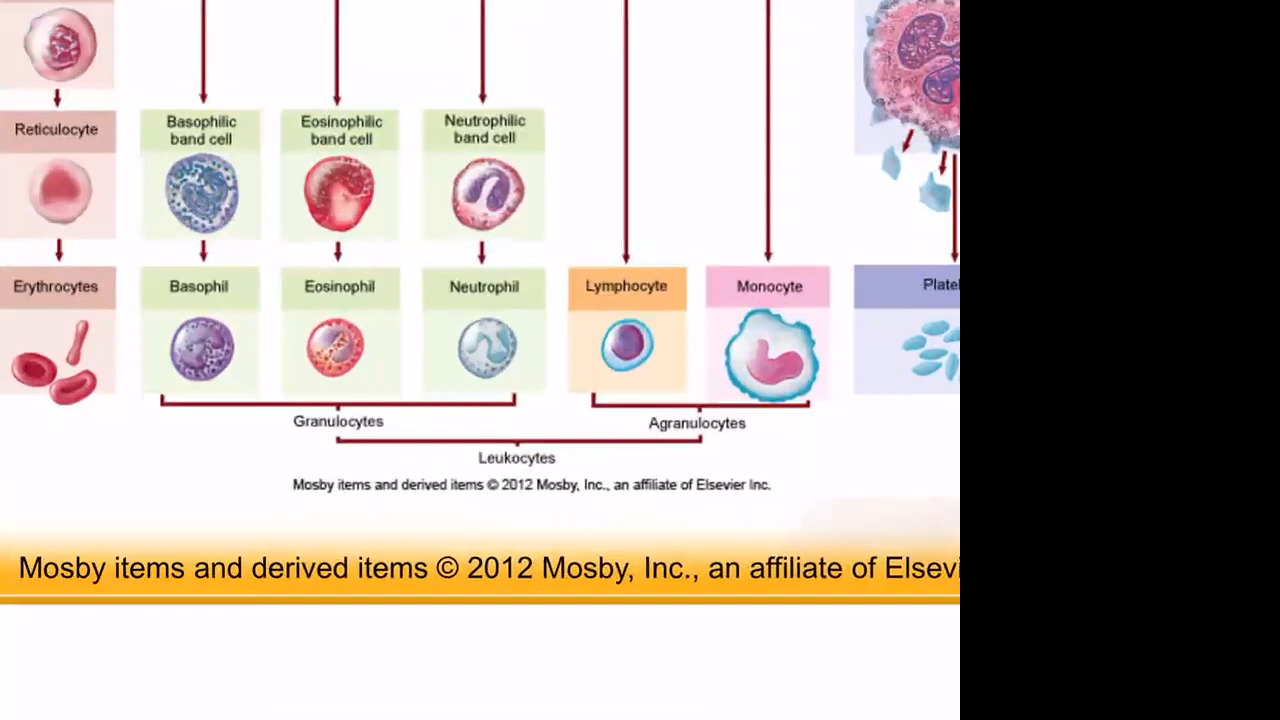 Reticulocyte
Basophilic
band cell
Eosinophilic
band cell
Neutrophilic
band cell
Erythrocytes
Basophil
Eosinophil
Neutrophil
Lymphocyte
Monocyte
Platel
Granulocytes
Agranulocytes
Leukocytes
Mosby items and derived items © 2012 Mosby, Inc., an affiliate of Elsevier Inc.
Mosby items and derived items © 2012 Mosby, Inc., an affiliate of Elsevi